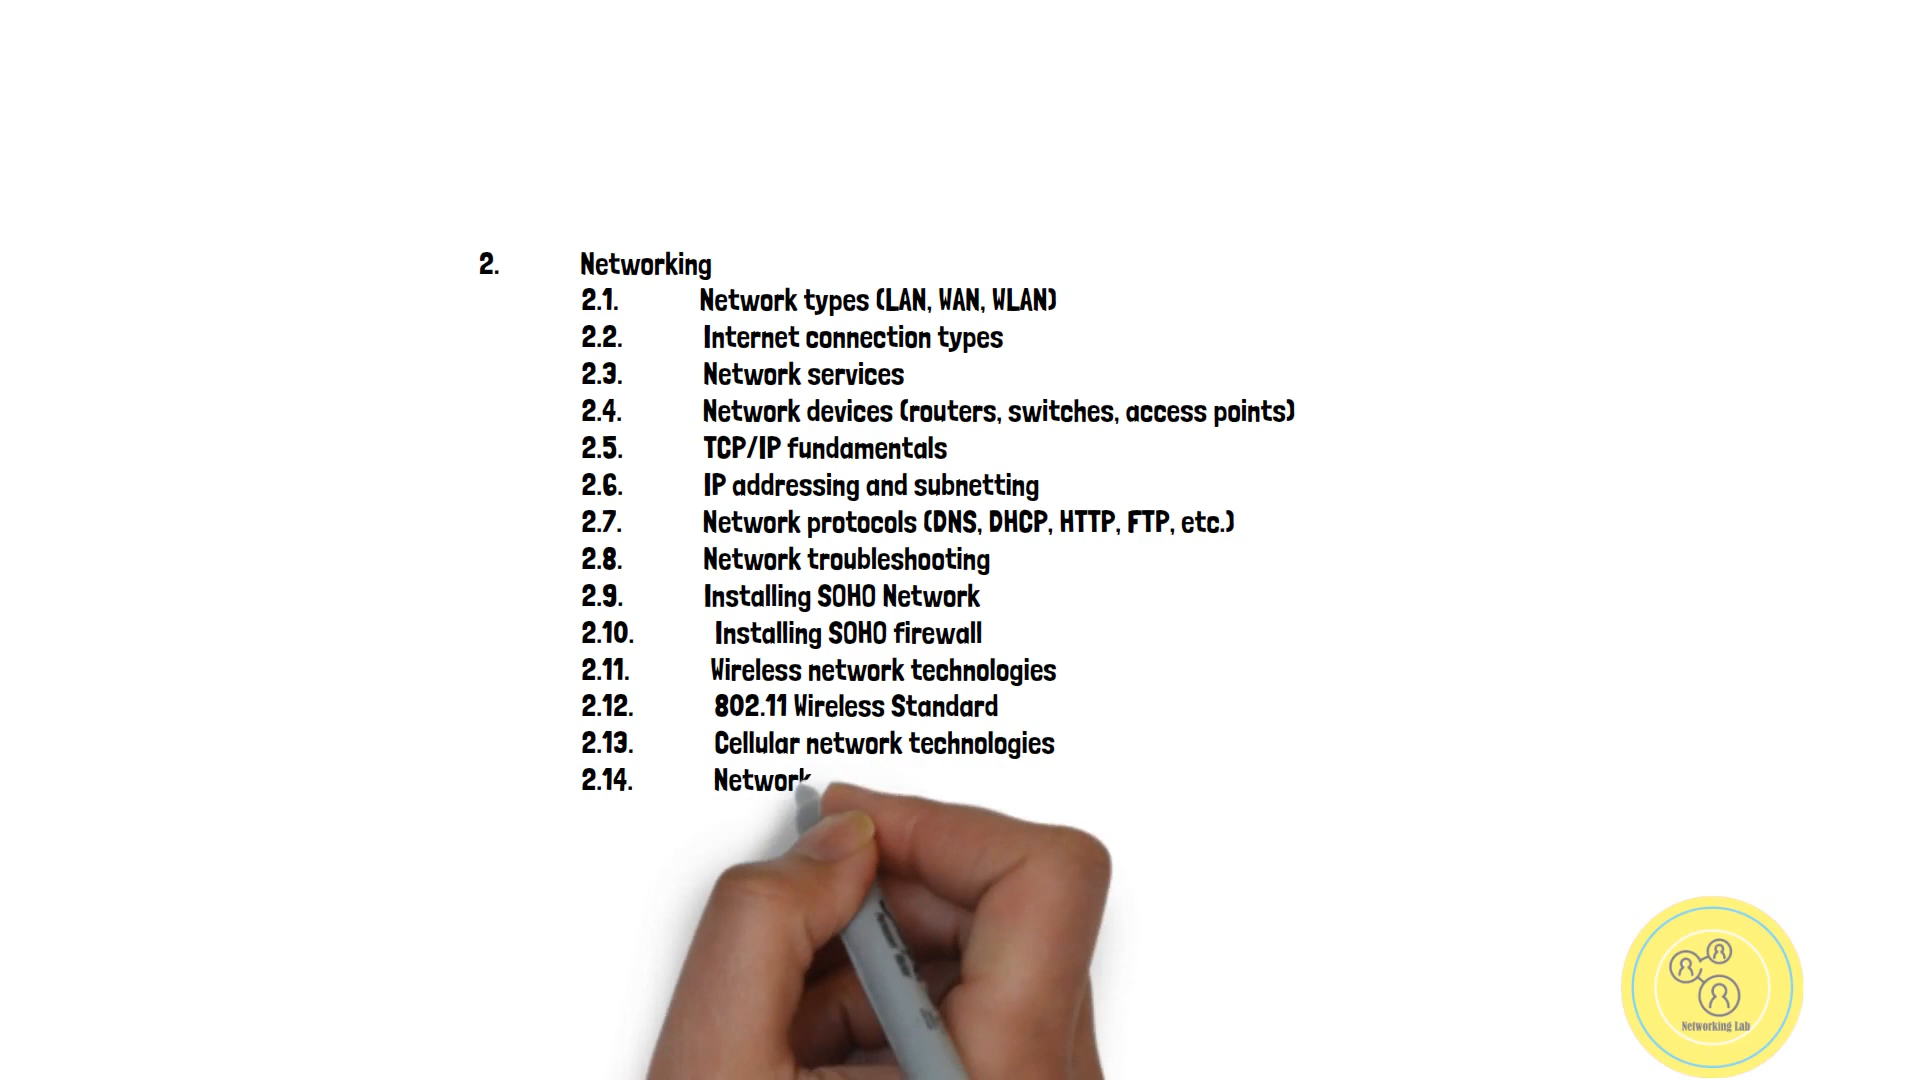 2. Networking
2.1. Network types (LAN, WAN, WLAN)
2.2. Internet connection types
2.3. Network services
2.4. Network devices (routers, switches, access points)
2.5. TCP/IP fundamentals
2.6. IP addressing and subnetting
2.7. Network protocols (DNS, DHCP, HTTP, FTP, etc.)
2.8. Network troubleshooting
2.9. Installing SOHO Network
2.10. Installing SOHO firewall
2.11. Wireless network technologies
2.12. 802.11 Wireless Standard
2.13. Cellular network technologies
2.14. Network
Networking Lab